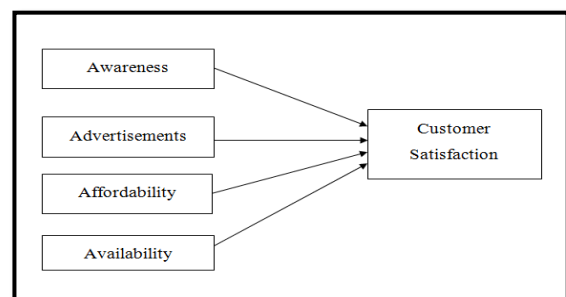 Awareness
Advertisements
Affordability
Availability
Customer
Satisfaction